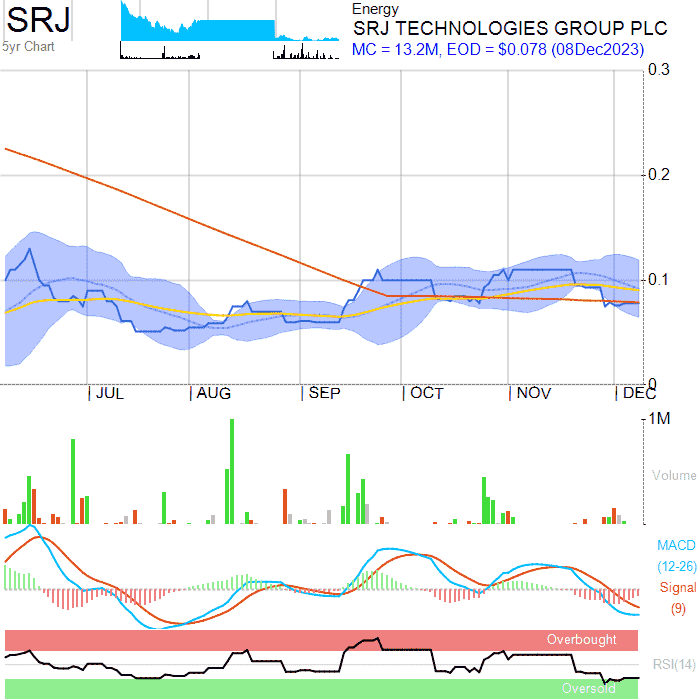 SRJ
5yr Chart
Energy
SRJ TECHNOLOGIES GROUP PLC
MC = 13.2M, EOD = $0.078 (08Dec2023)
0.3
0.2
0.1
0
JUL AUG SEP OCT NOV DEC
1M
Volume
MACD
(12-26)
Signal
(9)
Overbought
RSI(14)
Oversold